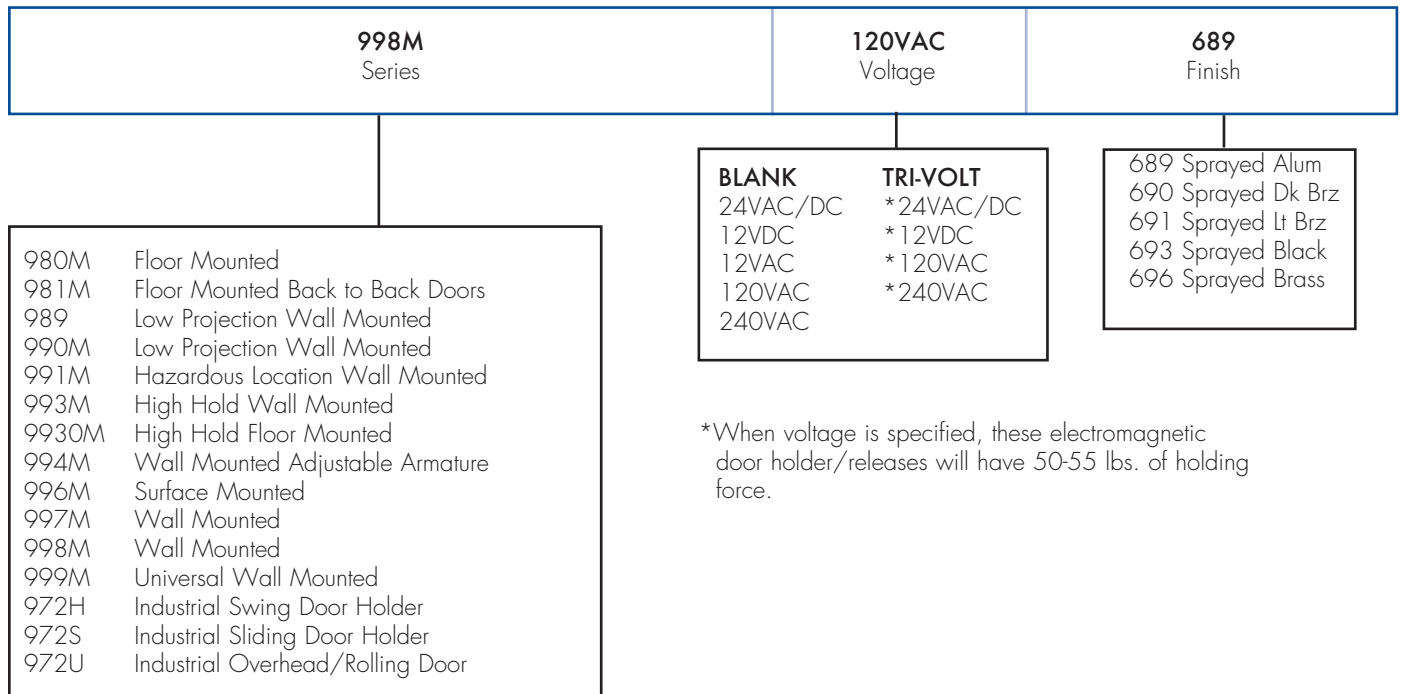 998M
Series
120VAC
Voltage
689
Finish
980M Floor Mounted
981M Floor Mounted Back to Back Doors
989 Low Projection Wall Mounted
990M Low Projection Wall Mounted
991M Hazardous Location Wall Mounted
993M High Hold Wall Mounted
9930M High Hold Floor Mounted
994M Wall Mounted Adjustable Armature
996M Surface Mounted
997M Wall Mounted
998M Wall Mounted
999M Universal Wall Mounted
972H Industrial Swing Door Holder
972S Industrial Sliding Door Holder
972U Industrial Overhead/Rolling Door
BLANK TRI-VOLT
24VAC/DC *24VAC/DC
12VDC *12VDC
12VAC *120VAC
120VAC *240VAC
240VAC
689 Sprayed Alum
690 Sprayed Dk Brz
691 Sprayed Lt Brz
693 Sprayed Black
696 Sprayed Brass
*When voltage is specified, these electromagnetic
door holder/releases will have 50-55 lbs. of holding
force.